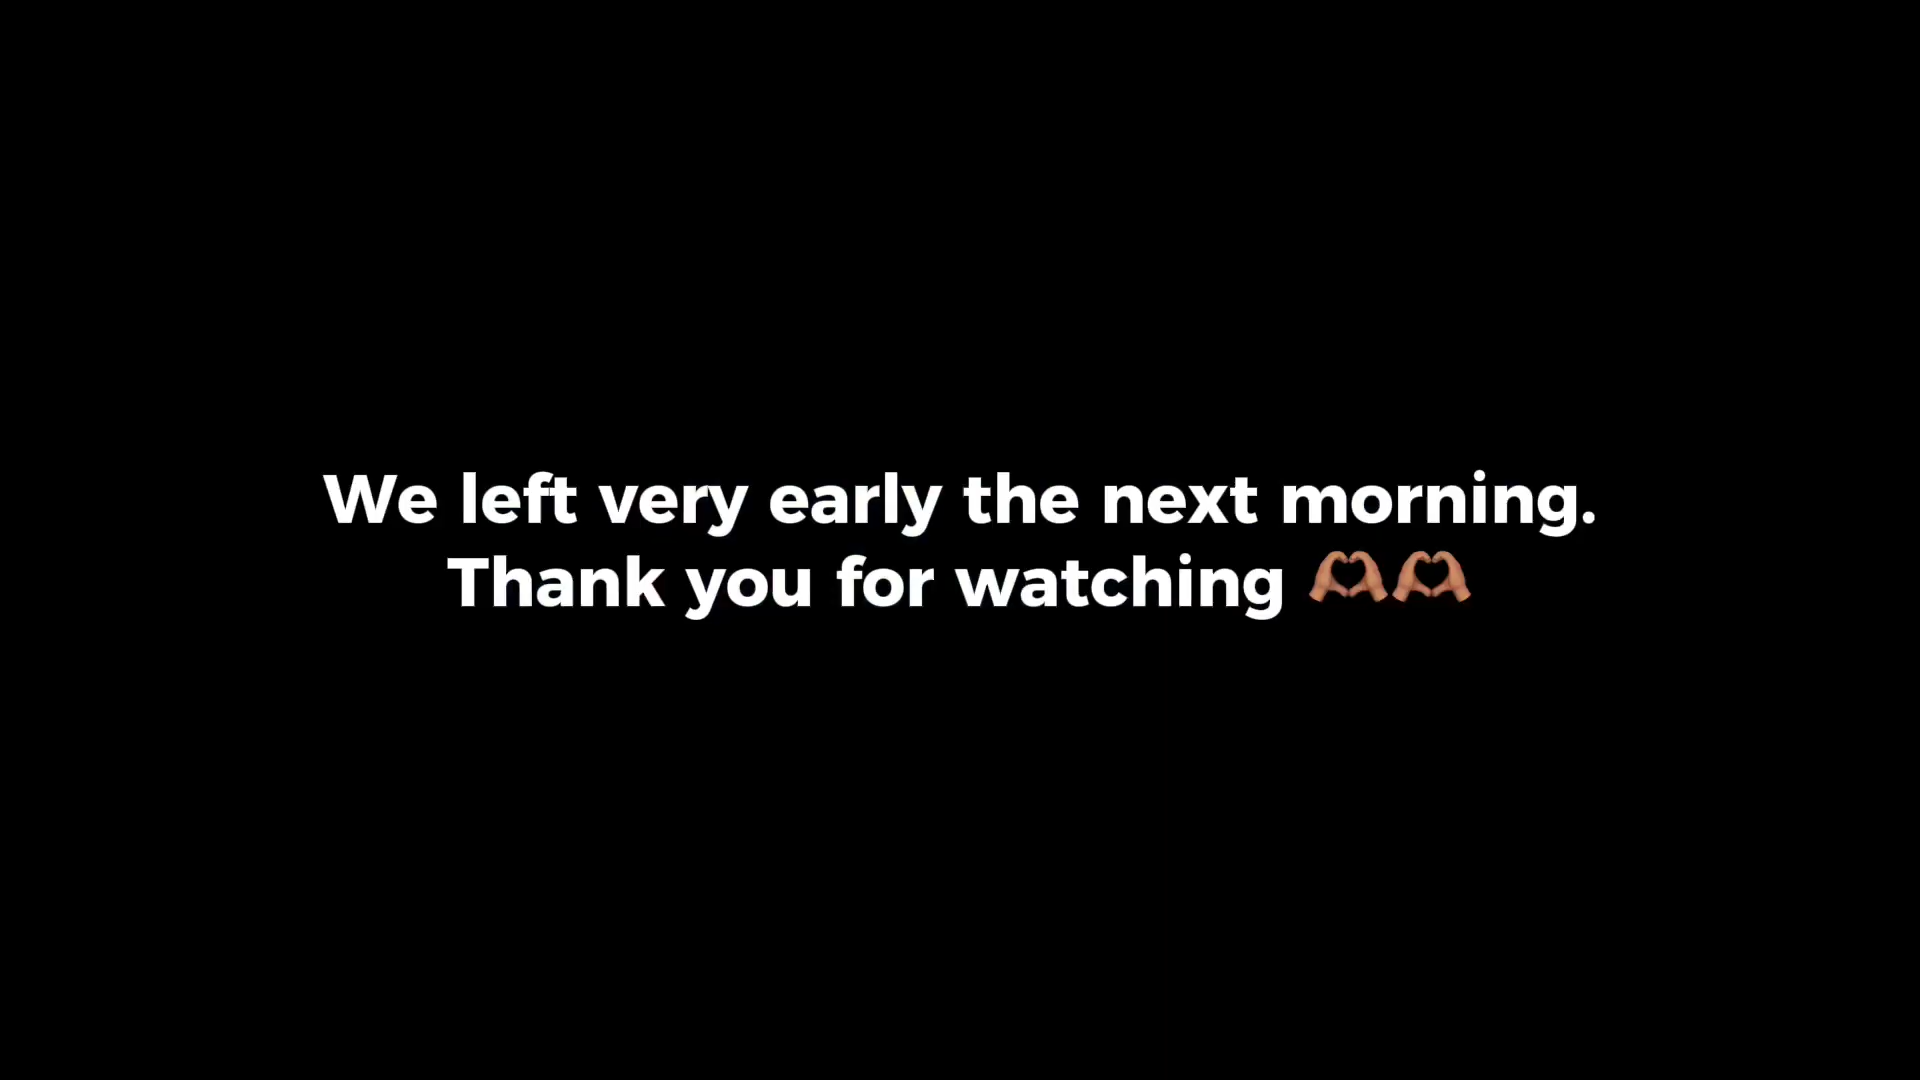 We left very early the next morning.
Thank you for watching 🫶🏽🫶🏽